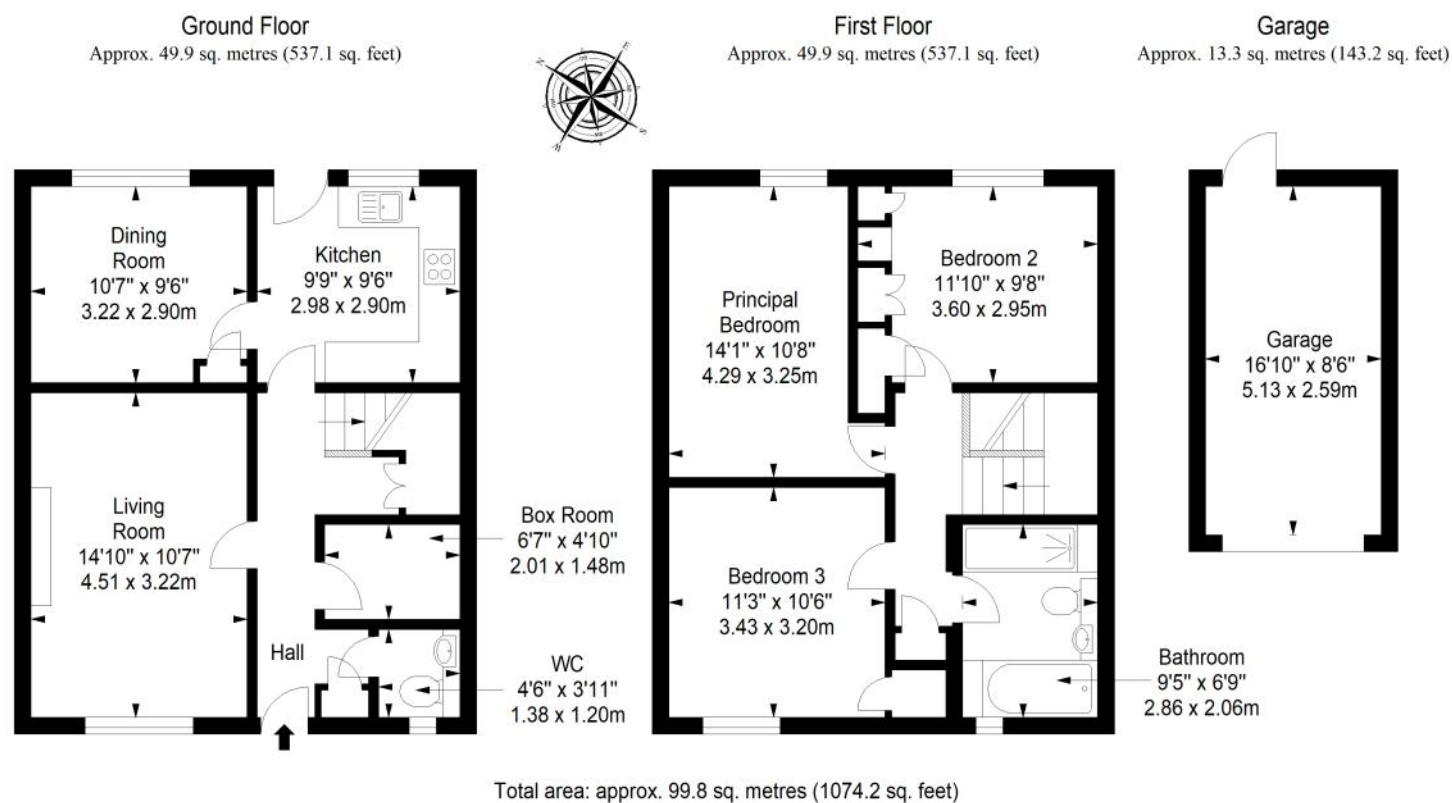 Ground Floor
Approx. 49.9 sq. metres (537.1 sq. feet)
First Floor
Approx. 49.9 sq. metres (537.1 sq. feet)
Garage
Approx. 13.3 sq. metres (143.2 sq. feet)
N
E
S
W
Dining
Room
10'7" x 9'6"
3.22 x 2.90m
Kitchen
9'9" x 9'6"
2.98 x 2.90m
Living
Room
14'10" x 10'7"
4.51 x 3.22m
Box Room
6'7" x 4'10"
2.01 x 1.48m
Hall
WC
4'6" x 3'11"
1.38 x 1.20m
Principal
Bedroom
14'1" x 10'8"
4.29 x 3.25m
Bedroom 2
11'10" x 9'8"
3.60 x 2.95m
Bedroom 3
11'3" x 10'6"
3.43 x 3.20m
Bathroom
9'5" x 6'9"
2.86 x 2.06m
Garage
16'10" x 8'6"
5.13 x 2.59m
Total area: approx. 99.8 sq. metres (1074.2 sq. feet)